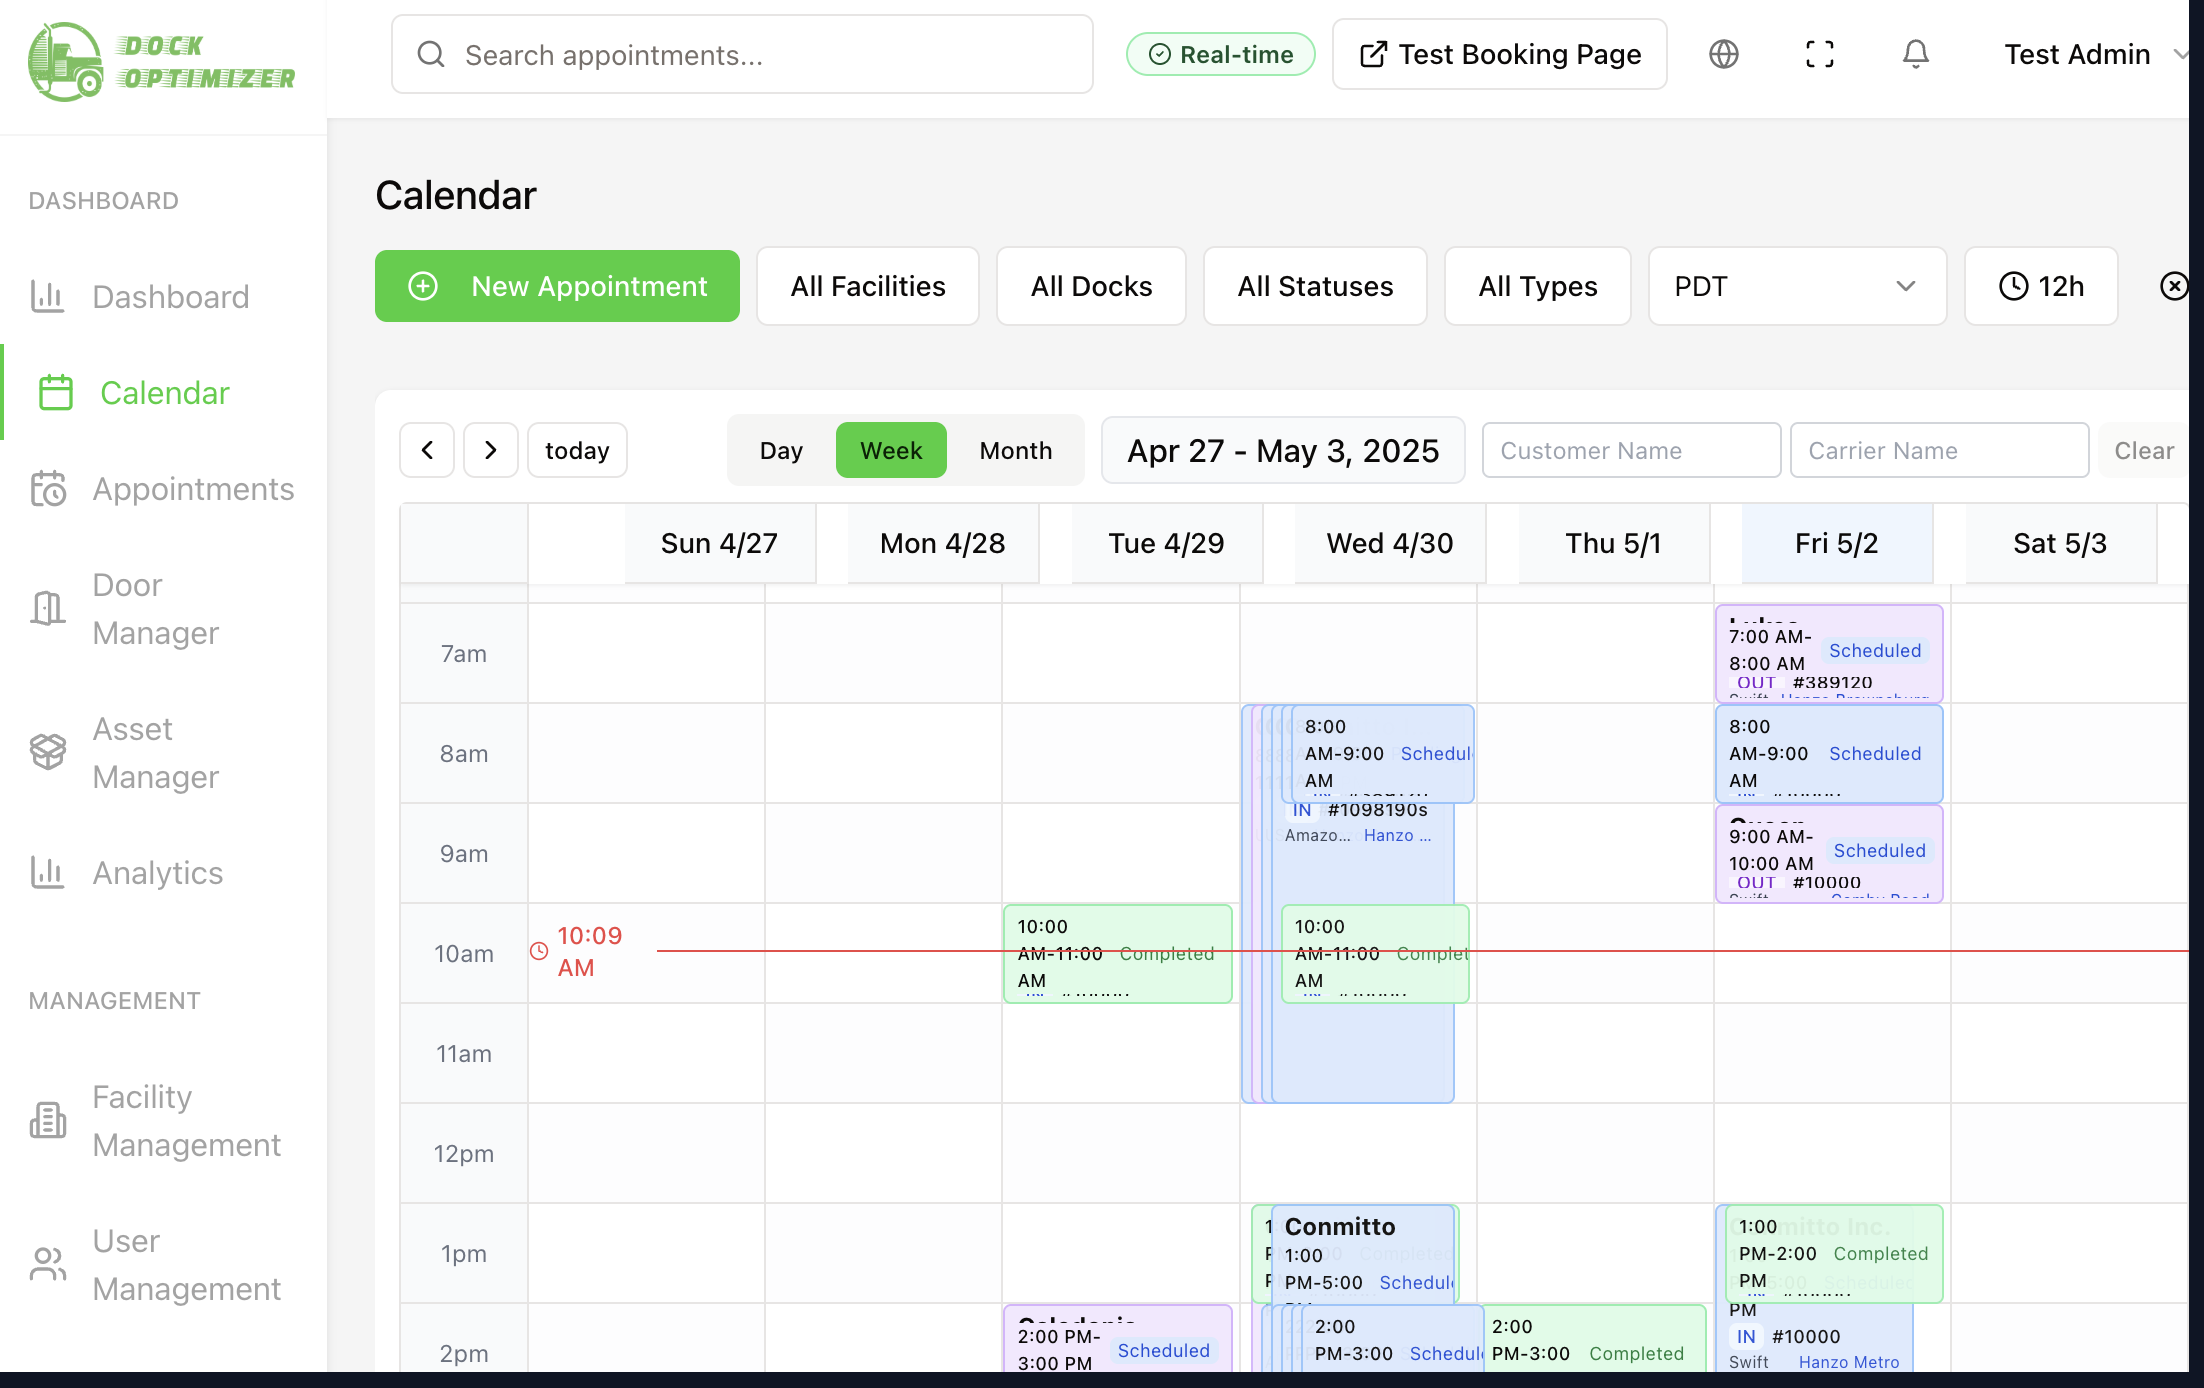 DOCK
OPTIMIZER
Search appointments...
Real-time
Test Booking Page
Test Admin
DASHBOARD
Dashboard
Calendar
Appointments
Door
Manager
Asset
Manager
Analytics
MANAGEMENT
Facility
Management
User
Management
Calendar
New Appointment
All Facilities
All Docks
All Statuses
All Types
PDT
12h
today
Day
Week
Month
Apr 27 - May 3, 2025
Customer Name
Carrier Name
Clear
Sun 4/27
Mon 4/28
Tue 4/29
Wed 4/30
Thu 5/1
Fri 5/2
Sat 5/3
7am
8am
9am
10am
11am
12pm
1pm
2pm
10:09
AM
10:00
AM-11:00 Completed
AM
2:00 PM-
3:00 PM
Scheduled
8:00
AM-9:00 Schedul
AM
IN #1098190s
Amazo... Hanzo ...
10:00
AM-11:00 Complet
AM
Conmitto
1:00
PM-5:00 Schedul
2:00
PM-3:00 Schedul
2:00
PM-3:00 Completed
7:00 AM-
8:00 AM
Scheduled
OUT #389120
8:00
AM-9:00 Scheduled
AM
9:00 AM-
10:00 AM
Scheduled
OUT #10000
1:00
PM-2:00 Completed
PM
PM
IN #10000
Swift Hanzo Metro